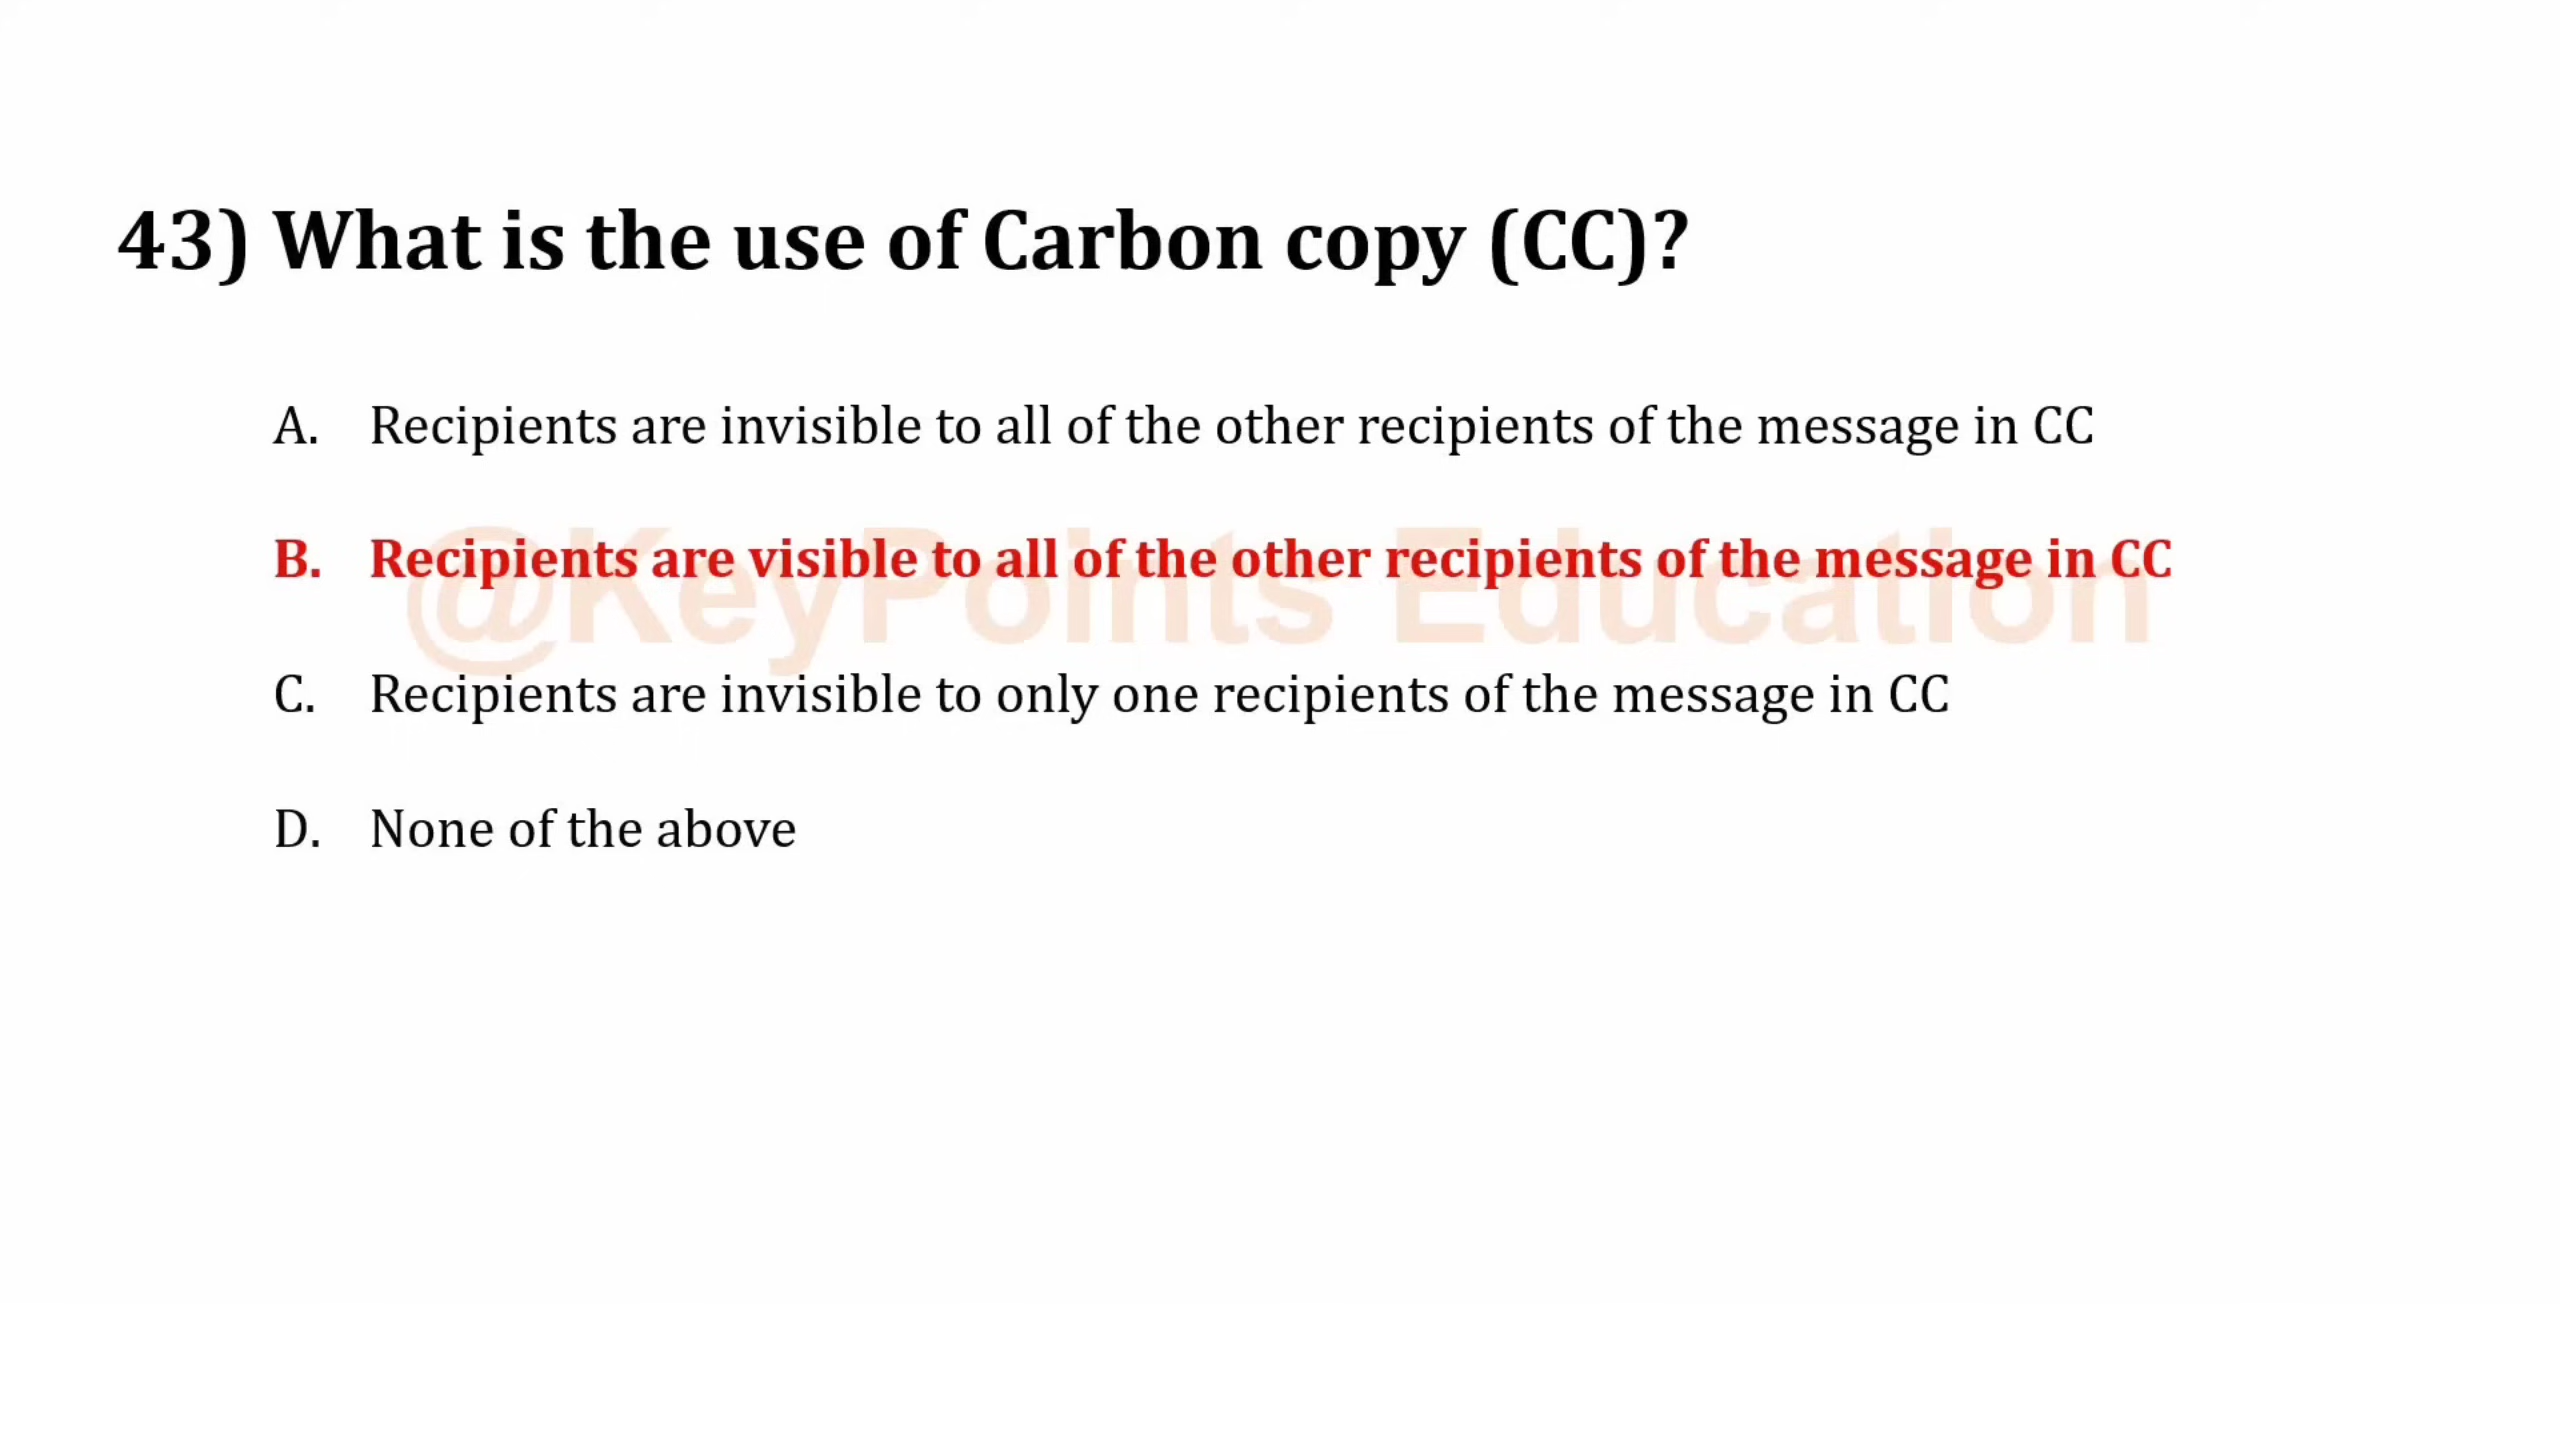 43) What is the use of Carbon copy (CC)?
A. Recipients are invisible to all of the other recipients of the message in CC
B. Recipients are visible to all of the other recipients of the message in CC
@KeyPoints Education
C. Recipients are invisible to only one recipients of the message in CC
D. None of the above